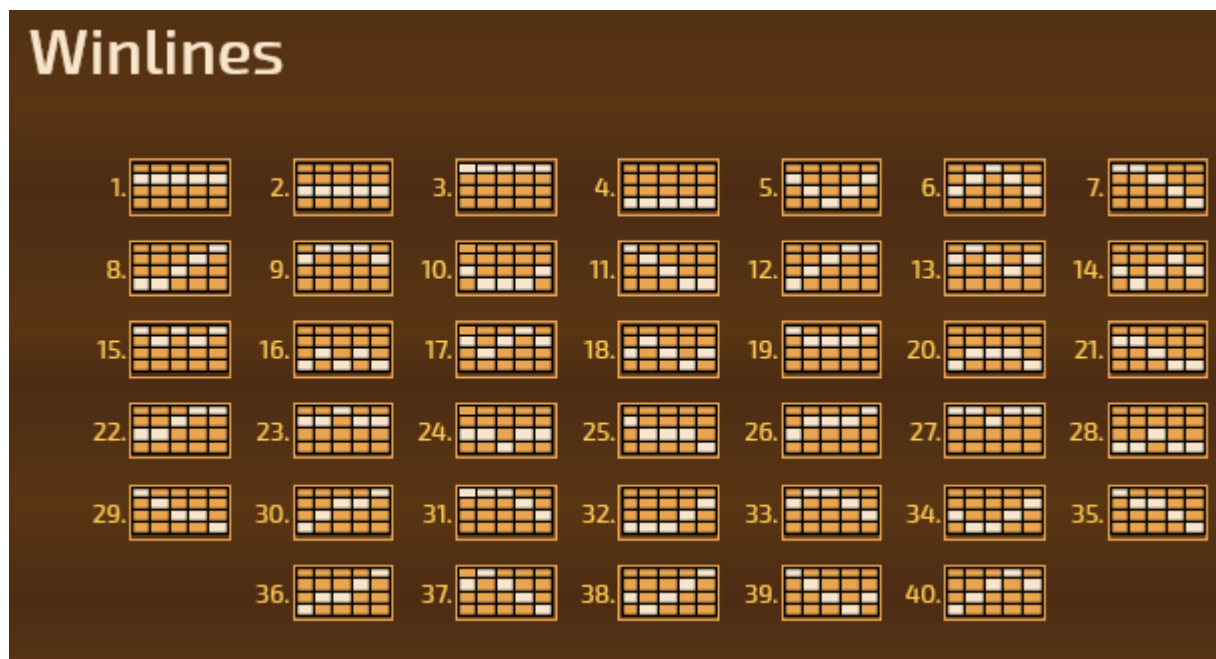 Winlines
1. 2. 3. 4. 5. 6. 7.
8. 9. 10. 11. 12. 13. 14.
15. 16. 17. 18. 19. 20. 21.
22. 23. 24. 25. 26. 27. 28.
29. 30. 31. 32. 33. 34. 35.
36. 37. 38. 39. 40.